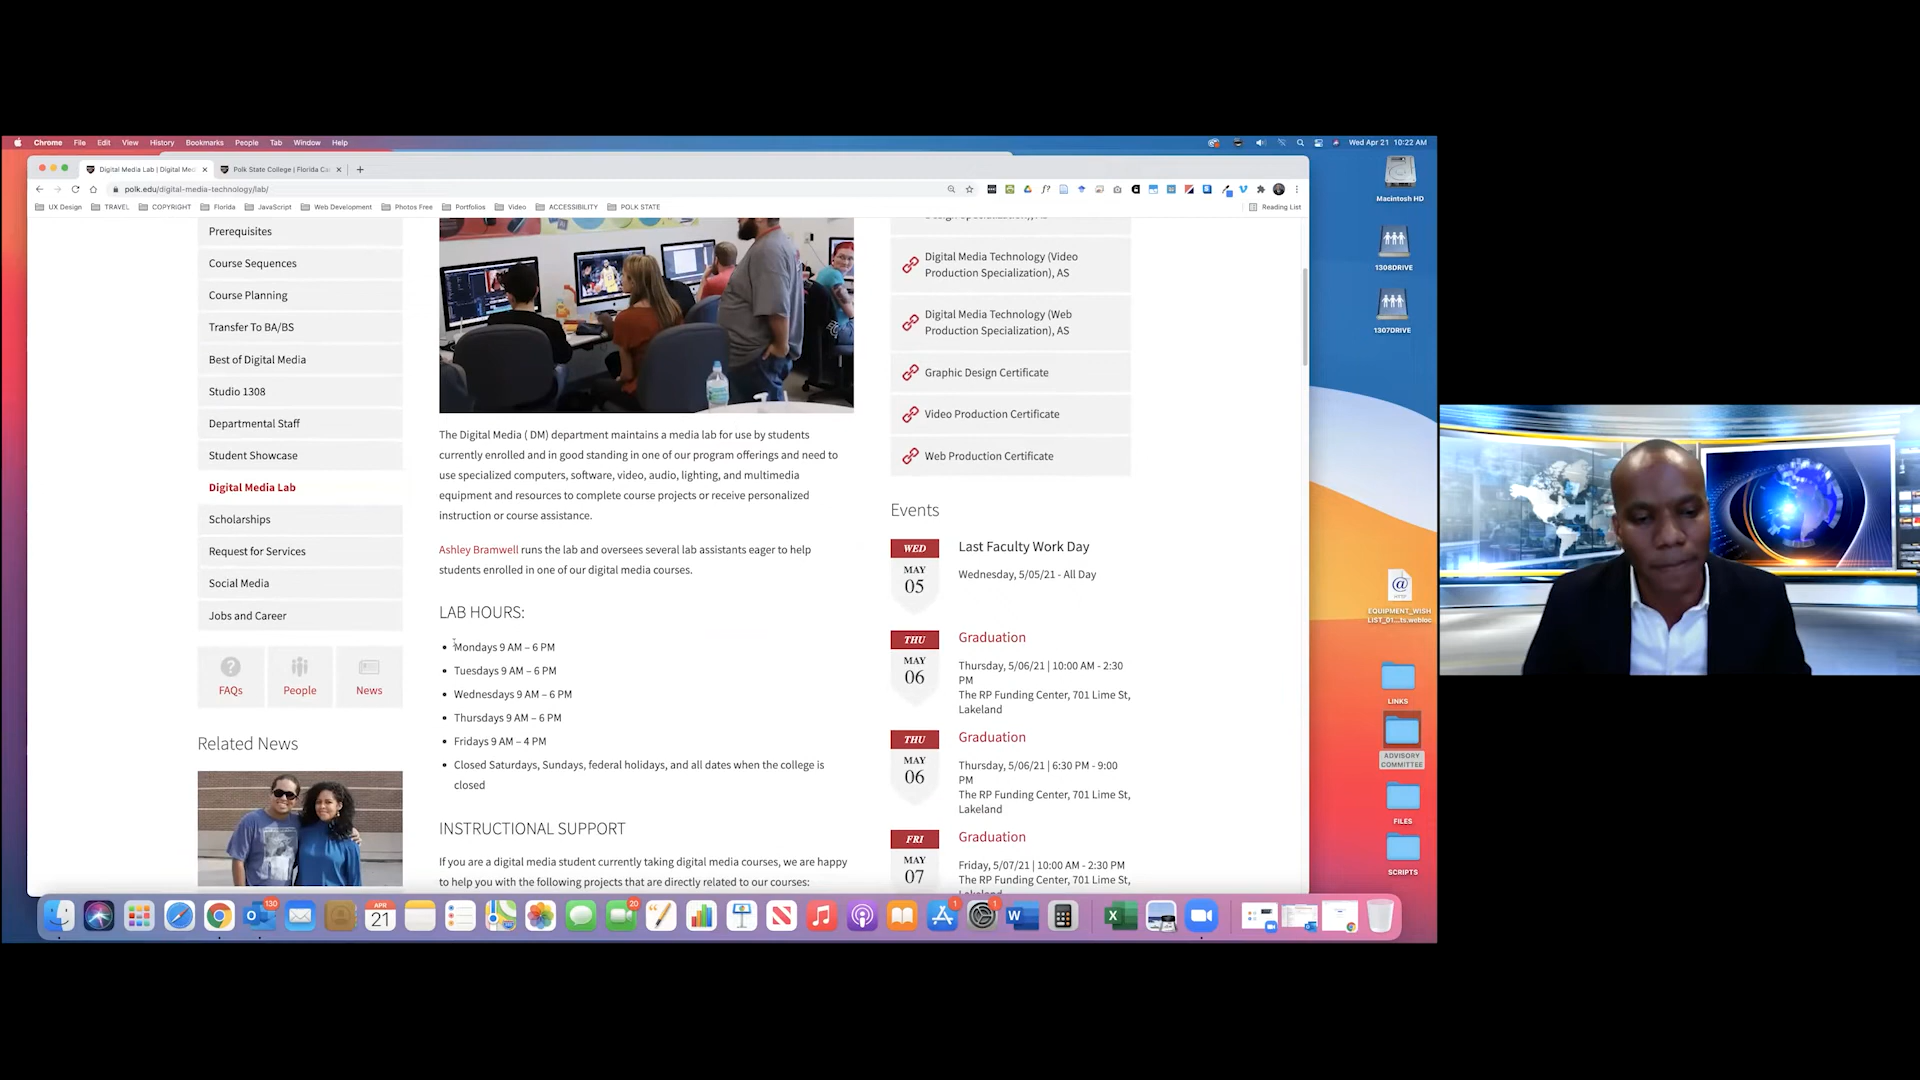 Chrome File Edit View History Bookmarks People Tab Window Help
Wed Apr 21 10:22 AM
Digital Media Lab | Digital Med
Polk State College | Florida Ca
polk.edu/digital-media-technology/lab/
UX Design TRAVEL COPYRIGHT Florida JavaScript Web Development Photos Free Portfolios Video ACCESSIBILITY POLK STATE
Reading List
Prerequisites
Course Sequences
Course Planning
Transfer To BA/BS
Best of Digital Media
Studio 1308
Departmental Staff
Student Showcase
Digital Media Lab
Scholarships
Request for Services
Social Media
Jobs and Career
FAQs
People
News
Related News
The Digital Media ( DM) department maintains a media lab for use by students
currently enrolled and in good standing in one of our program offerings and need to
use specialized computers, software, video, audio, lighting, and multimedia
equipment and resources to complete course projects or receive personalized
instruction or course assistance.
Ashley Bramwell runs the lab and oversees several lab assistants eager to help
students enrolled in one of our digital media courses.
LAB HOURS:
Mondays 9 AM – 6 PM
Tuesdays 9 AM – 6 PM
Wednesdays 9 AM – 6 PM
Thursdays 9 AM – 6 PM
Fridays 9 AM – 4 PM
Closed Saturdays, Sundays, federal holidays, and all dates when the college is
closed
INSTRUCTIONAL SUPPORT
If you are a digital media student currently taking digital media courses, we are happy
to help you with the following projects that are directly related to our courses:
Design Specialization), AS
Digital Media Technology (Video
Production Specialization), AS
Digital Media Technology (Web
Production Specialization), AS
Graphic Design Certificate
Video Production Certificate
Web Production Certificate
Events
WED
MAY
05
Last Faculty Work Day
Wednesday, 5/05/21 - All Day
THU
MAY
06
Graduation
Thursday, 5/06/21 | 10:00 AM - 2:30
PM
The RP Funding Center, 701 Lime St,
Lakeland
THU
MAY
06
Graduation
Thursday, 5/06/21 | 6:30 PM - 9:00
PM
The RP Funding Center, 701 Lime St,
Lakeland
FRI
MAY
07
Graduation
Friday, 5/07/21 | 10:00 AM - 2:30 PM
The RP Funding Center, 701 Lime St,
Lakeland
Macintosh HD
1308DRIVE
1307DRIVE
HTTP
EQUIPMENT_WISH
LIST_01...ts.webloc
LINKS
ADVISORY
COMMITTEE
FILES
SCRIPTS
130
APR
21
20
1
1